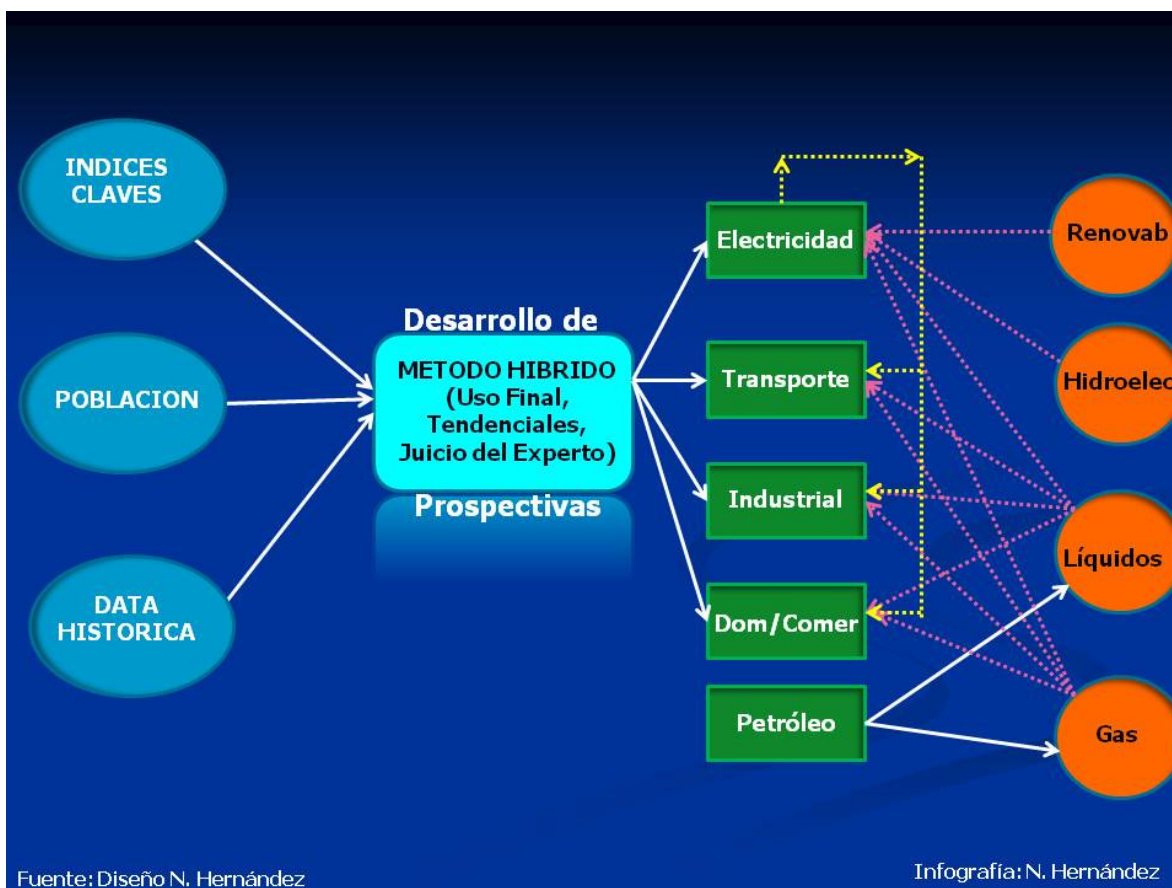 INDICES
CLAVES
POBLACION
DATA
HISTORICA
Desarrollo de
METODO HIBRIDO
(Uso Final,
Tendenciales,
Juicio del Experto)
Prospectivas
Electricidad
Transporte
Industrial
Dom/Comer
Petróleo
Renovab
Hidroelec
Líquidos
Gas
Fuente: Diseño N. Hernández
Infografía: N. Hernández